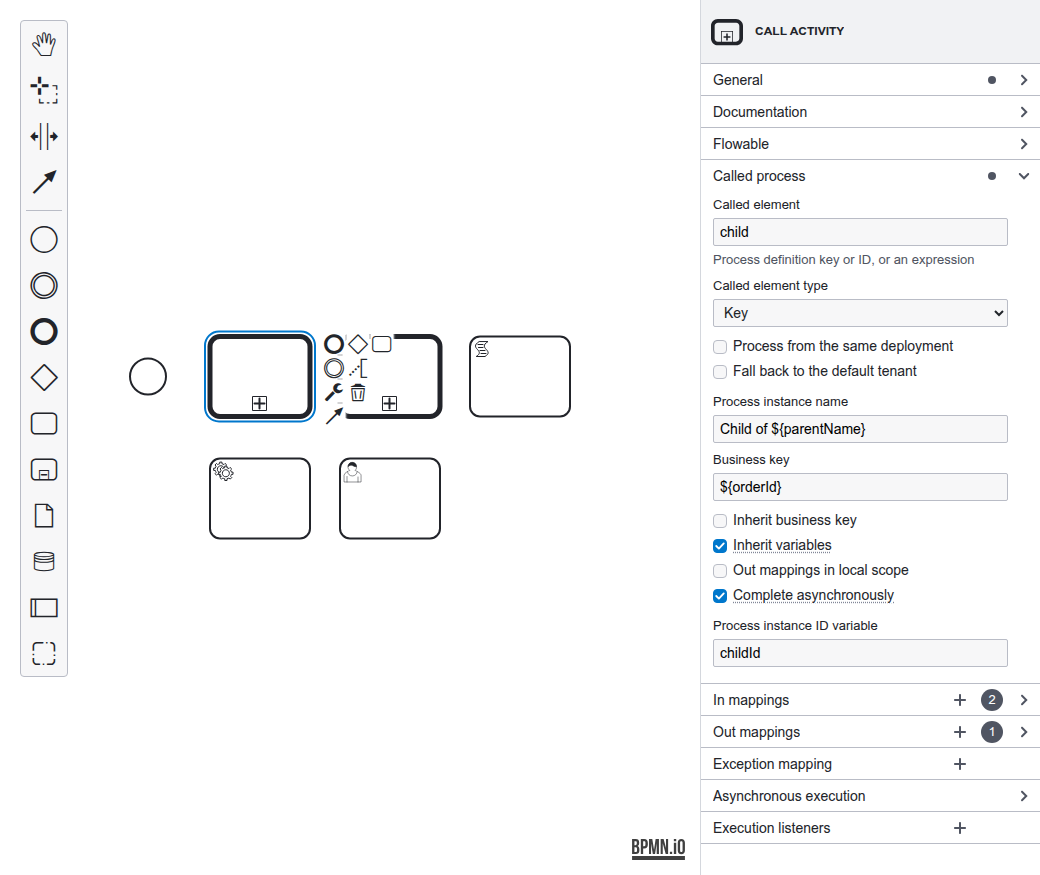 CALL ACTIVITY
General
Documentation
Flowable
Called process
Called element
child
Process definition key or ID, or an expression
Called element type
Key
Process from the same deployment
Fall back to the default tenant
Process instance name
Child of ${parentName}
Business key
${orderId}
Inherit business key
Inherit variables
Out mappings in local scope
Complete asynchronously
Process instance ID variable
childId
In mappings 2
Out mappings 1
Exception mapping
Asynchronous execution
Execution listeners
BPMN.iO